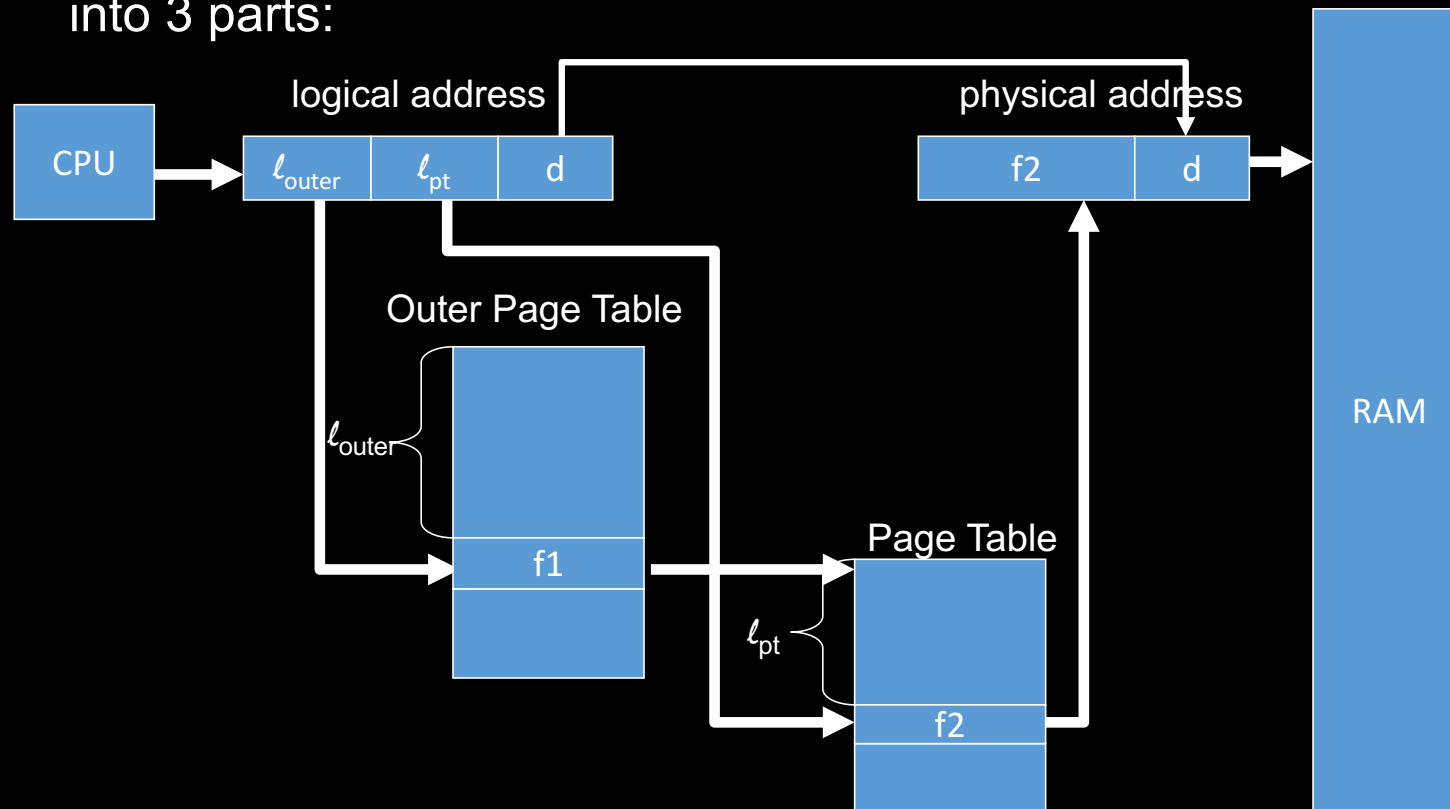 into 3 parts:
logical address
physical address
CPU
ℓouter
ℓpt
d
f2
d
Outer Page Table
ℓouter
RAM
f1
Page Table
ℓpt
f2